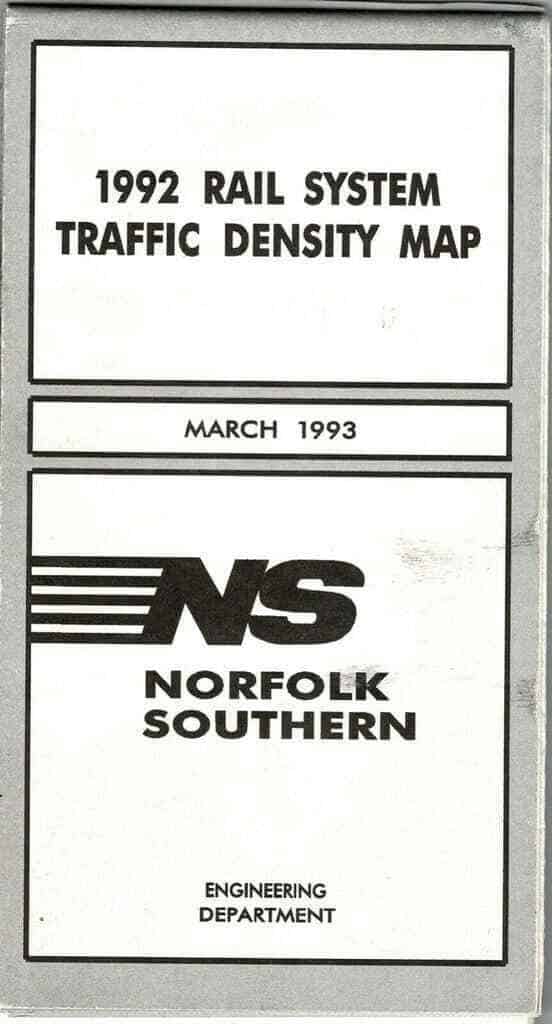 1992 RAIL SYSTEM
TRAFFIC DENSITY MAP
MARCH 1993
NS
NORFOLK
SOUTHERN
ENGINEERING
DEPARTMENT